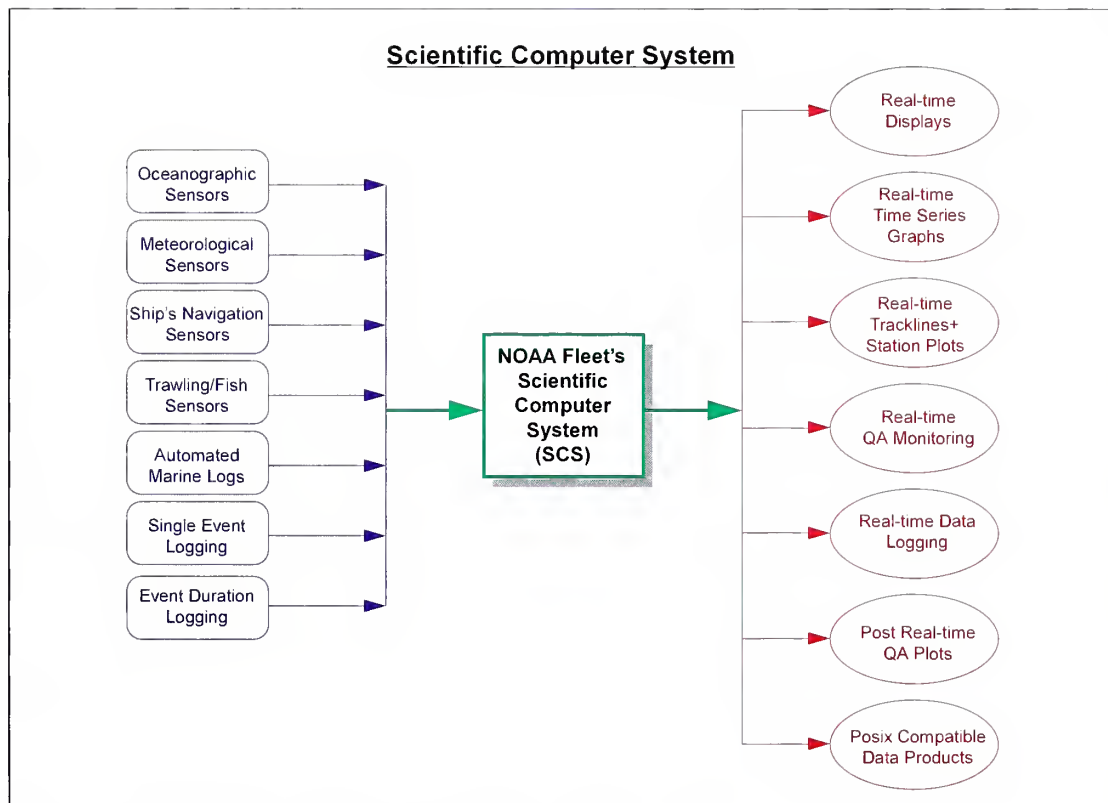 Scientific Computer System
Oceanographic
Sensors
Meteorological
Sensors
Ship's Navigation
Sensors
Trawling/Fish
Sensors
Automated
Marine Logs
Single Event
Logging
Event Duration
Logging
NOAA Fleet's
Scientific
Computer
System
(SCS)
Real-time
Displays
Real-time
Time Series
Graphs
Real-time
Tracklines+
Station Plots
Real-time
QA Monitoring
Real-time Data
Logging
Post Real-time
QA Plots
Posix Compatible
Data Products